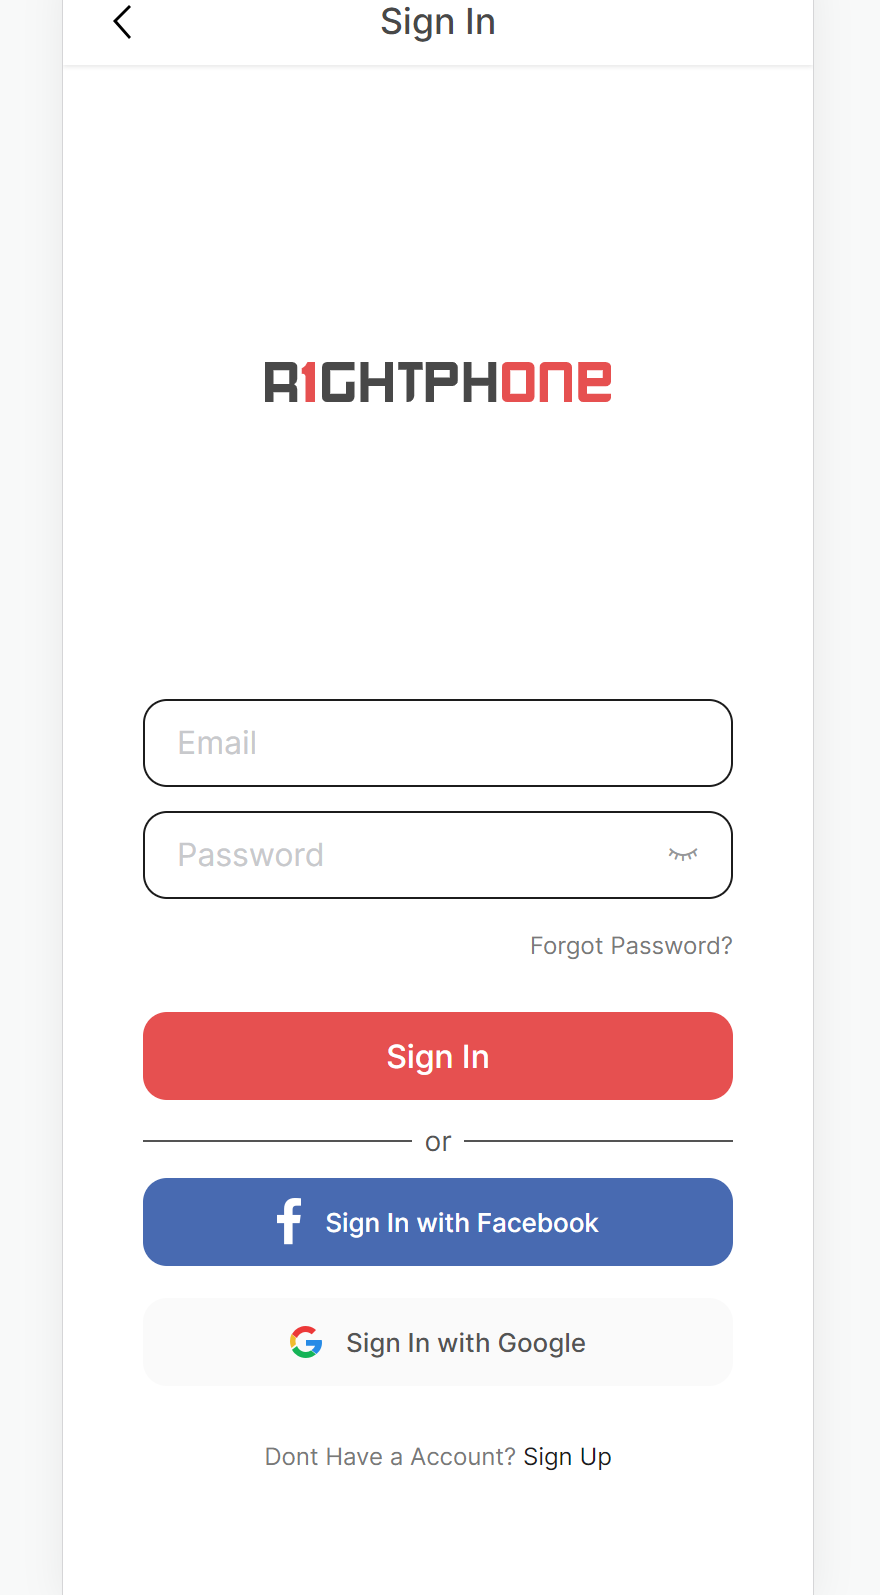 Sign In
R1GHTPHONE
Email
Password
Forgot Password?
Sign In
or
Sign In with Facebook
Sign In with Google
Dont Have a Account? Sign Up